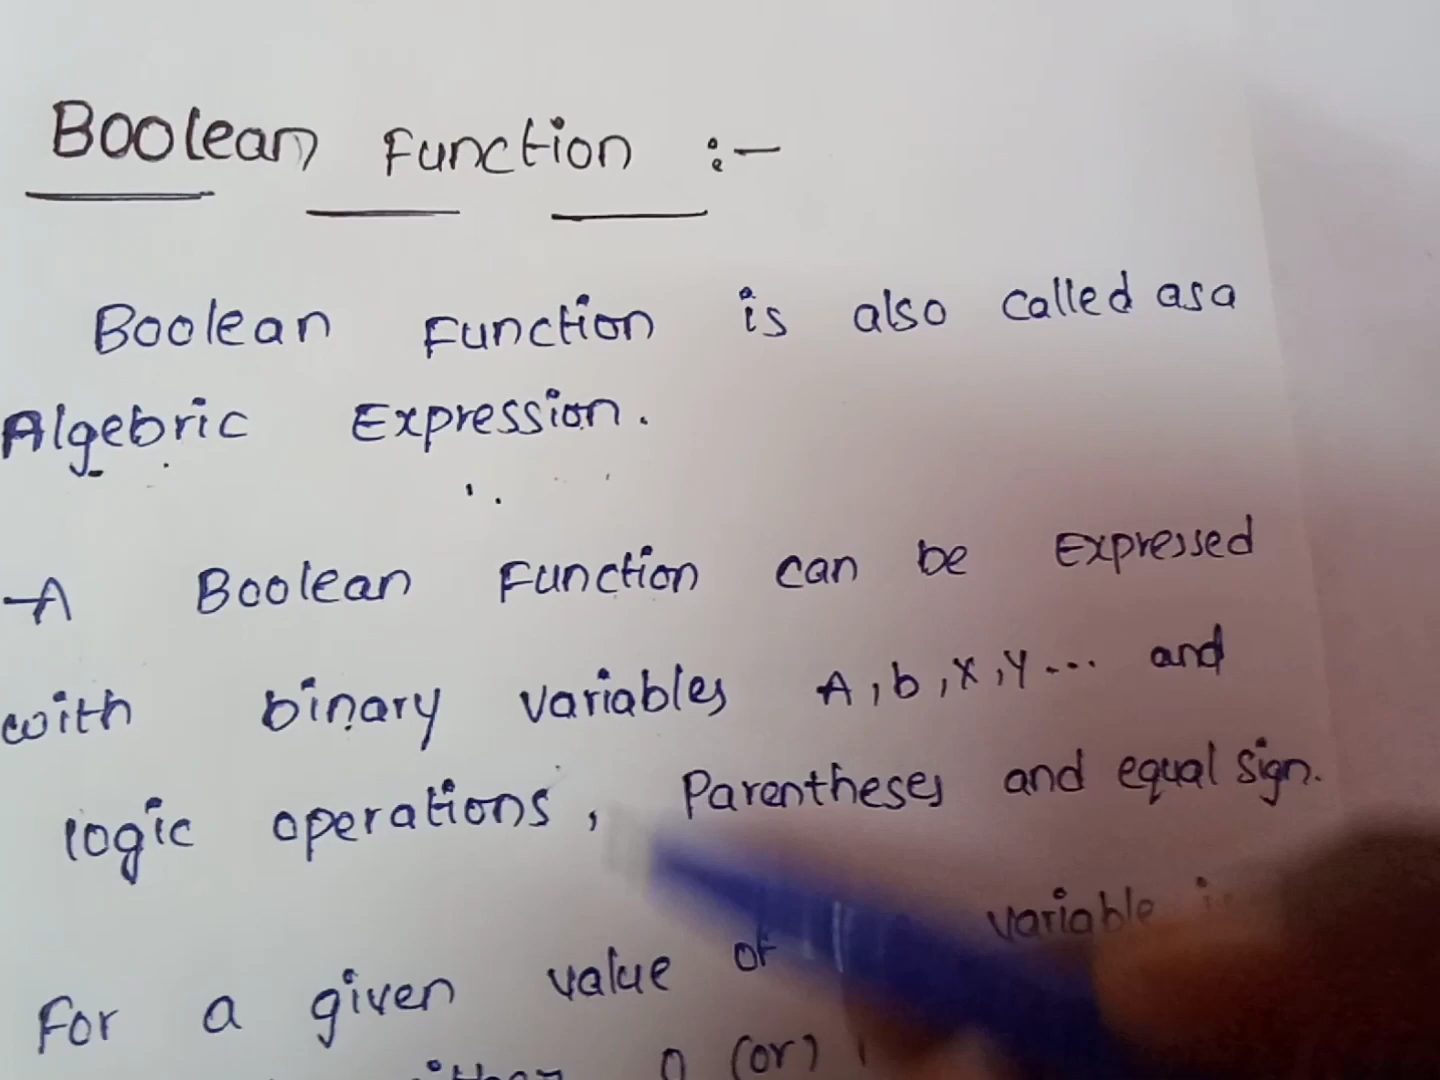 Boolean Function :-
Boolean Function is also called as a
Algebric Expression.
A Boolean Function can be Expressed
with binary variables A, b, x, y... and
logic operations, Parentheses and equal sign.
For a given value of variable
0 (or)